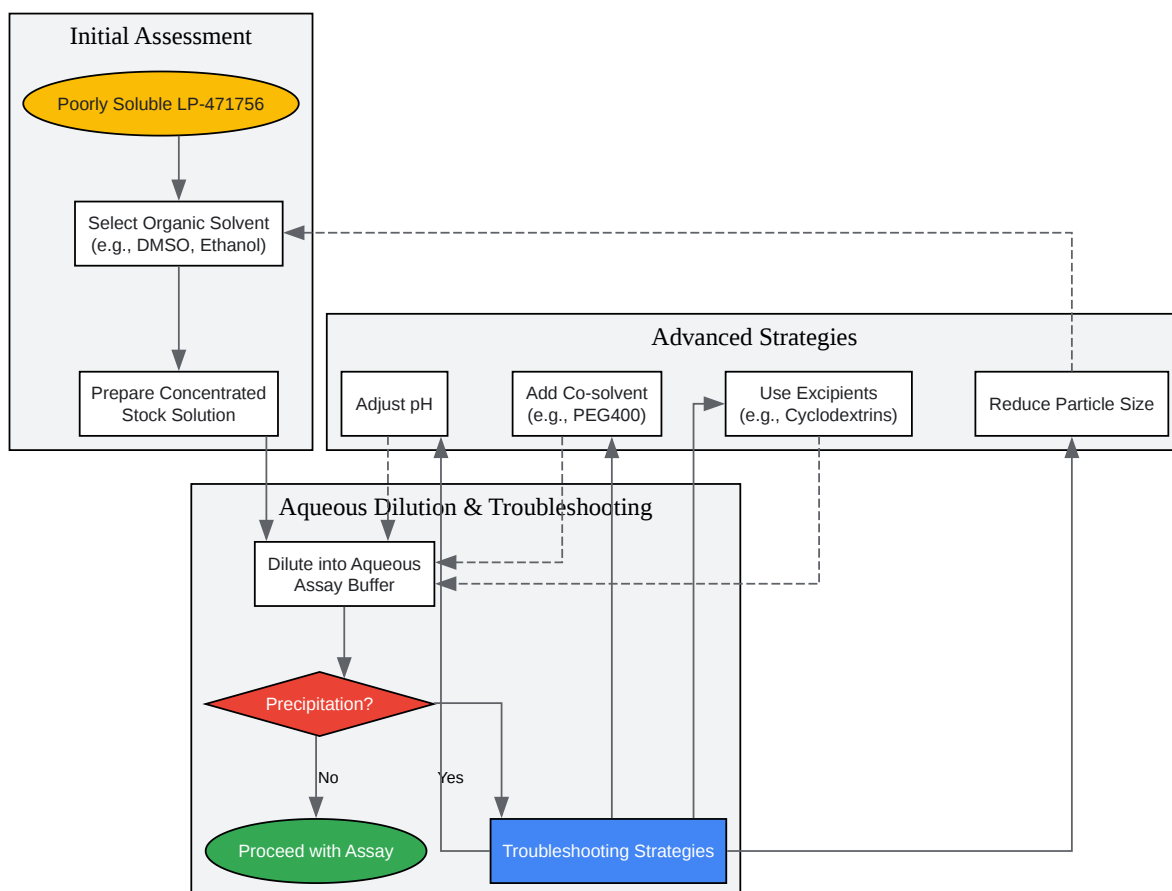 Initial Assessment
Poorly Soluble LP-471756
Select Organic Solvent
(e.g., DMSO, Ethanol)
Prepare Concentrated
Stock Solution
Advanced Strategies
Adjust pH
Add Co-solvent
(e.g., PEG400)
Use Excipients
(e.g., Cyclodextrins)
Reduce Particle Size
Aqueous Dilution & Troubleshooting
Dilute into Aqueous
Assay Buffer
Precipitation?
No
Yes
Proceed with Assay
Troubleshooting Strategies